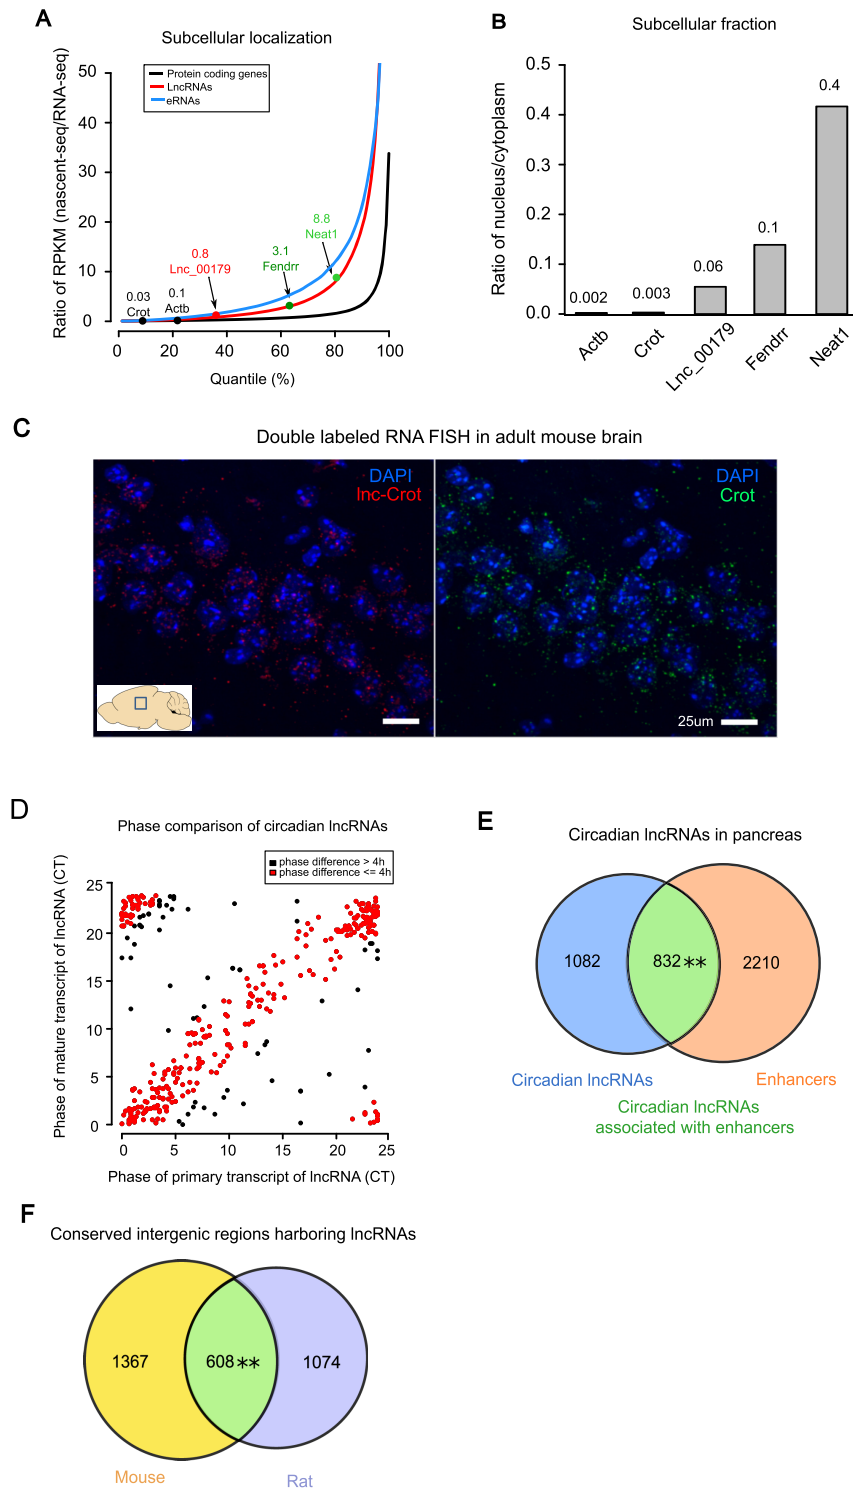 A
Subcellular localization
Ratio of RPKM (nascent-seq/RNA-seq)
50
40
30
20
10
0
Protein coding genes
LncRNAs
eRNAs
8.8
Neat1
3.1
Fendrr
0.8
Lnc_00179
0.1
Actb
0.03
Crot
0 20 40 60 80 100
Quantile (%)
B
Subcellular fraction
Ratio of nucleus/cytoplasm
0.5
0.4
0.3
0.2
0.1
0.0
0.002
0.003
0.06
0.1
0.4
Actb
Crot
Lnc_00179
Fendrr
Neat1
C
Double labeled RNA FISH in adult mouse brain
DAPI
lnc-Crot
DAPI
Crot
25um
D
Phase comparison of circadian lncRNAs
phase difference > 4h
phase difference <= 4h
Phase of mature transcript of lncRNA (CT)
25
20
15
10
5
0
0 5 10 15 20 25
Phase of primary transcript of lncRNA (CT)
E
Circadian lncRNAs in pancreas
1082
832**
2210
Circadian lncRNAs
Enhancers
Circadian lncRNAs
associated with enhancers
F
Conserved intergenic regions harboring lncRNAs
1367
608**
1074
Mouse
Rat